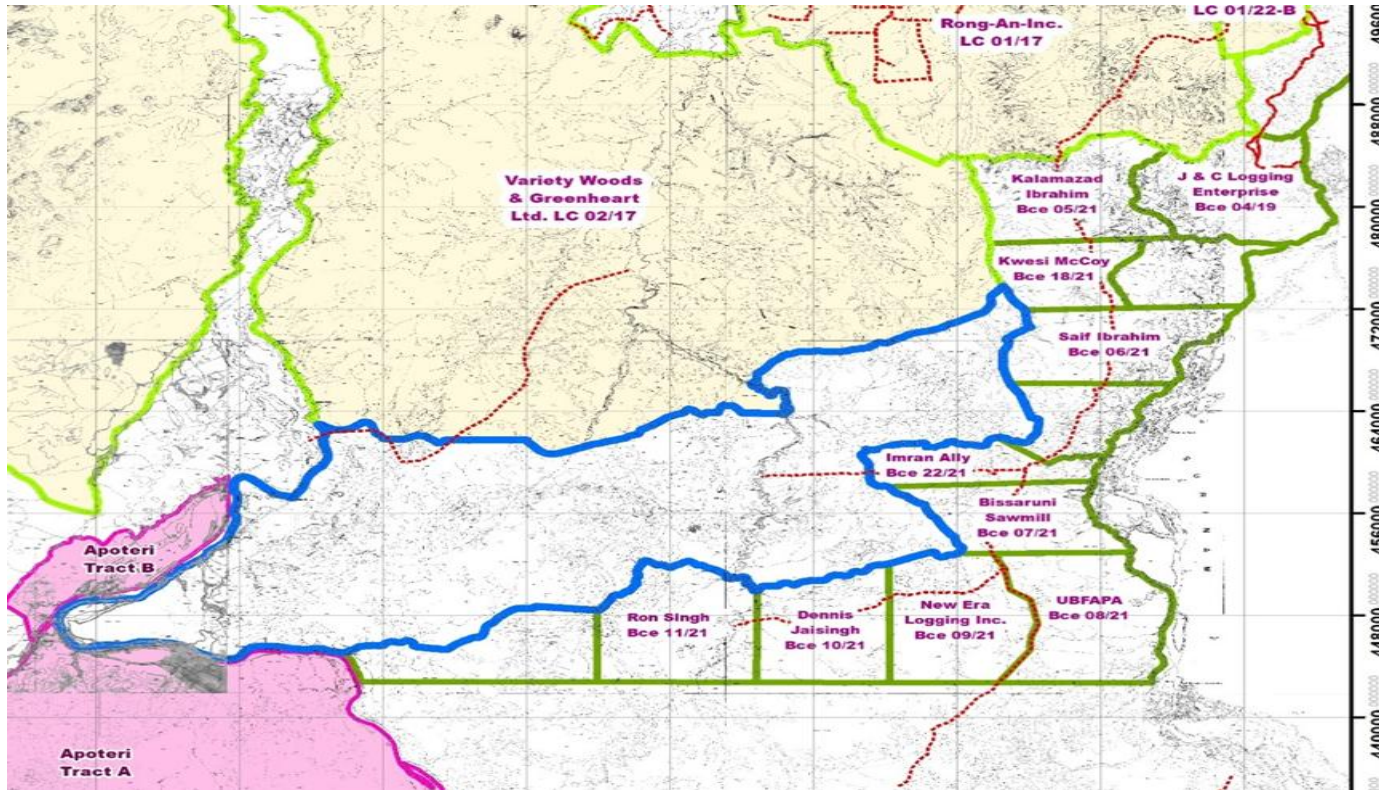 Rong-An-Inc.
LC 01/17
LC 01/22-B
Variety Woods
& Greenheart
Ltd. LC 02/17
Kalamazad
Ibrahim
Bce 05/21
J & C Logging
Enterprise
Bce 04/19
Kwesi McCoy
Bce 18/21
Saif Ibrahim
Bce 06/21
Imran Ally
Bce 22/21
Bissaruni
Sawmill
Bce 07/21
Apoteri
Tract B
Ron Singh
Bce 11/21
Dennis
Jaisingh
Bce 10/21
New Era
Logging Inc.
Bce 09/21
UBFAPA
Bce 08/21
Apoteri
Tract A
488000
480000
472000
464000
456000
448000
440000